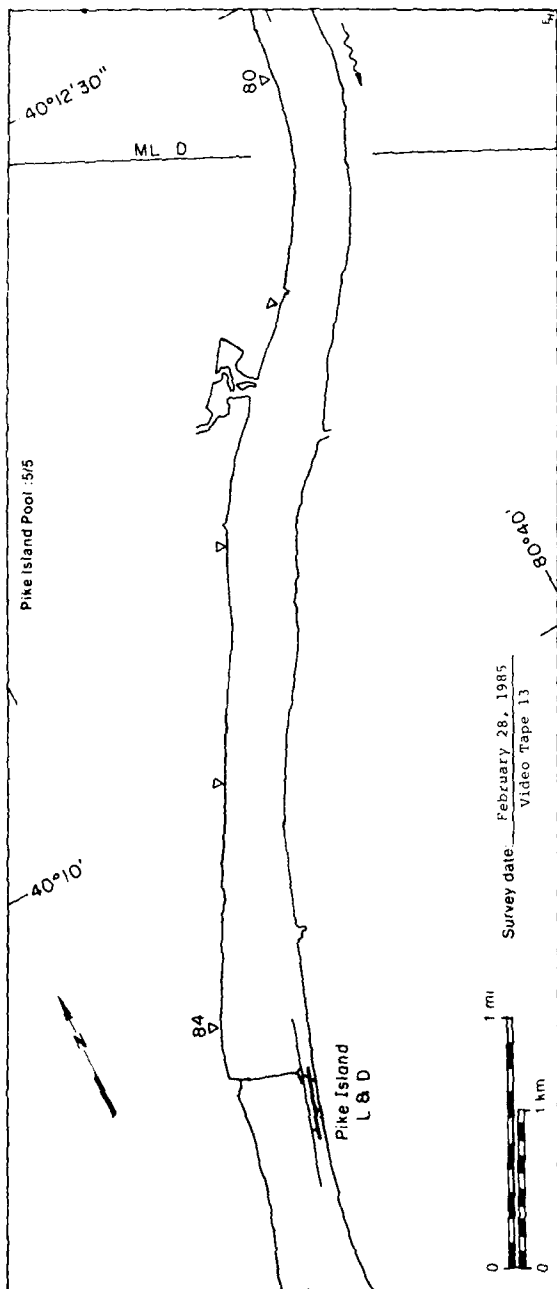 Pike Island Pool :5/5
40°12'30"
ML D
80
40°10'
84
N
Pike Island
L & D
80°40'
Survey date: February 28, 1985
Video Tape 13
0
1 mi
0
1 km